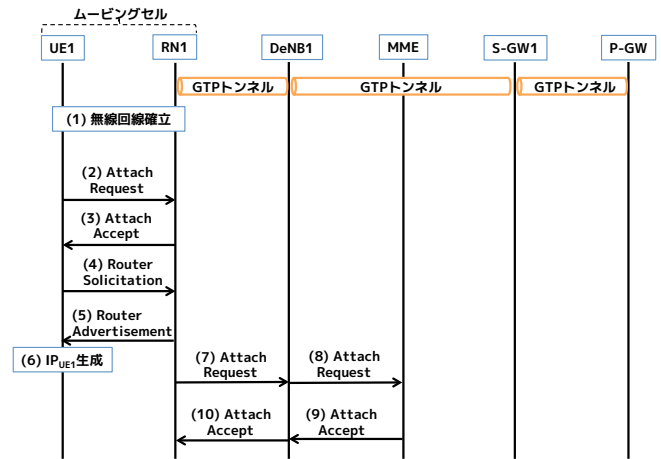 ムービングセル
UE1
RN1
DeNB1
MME
S-GW1
P-GW
GTPトンネル
GTPトンネル
GTPトンネル
(1) 無線回線確立
(2) Attach
Request
(3) Attach
Accept
(4) Router
Solicitation
(5) Router
Advertisement
(6) IPUE1生成
(7) Attach
Request
(8) Attach
Request
(10) Attach
Accept
(9) Attach
Accept